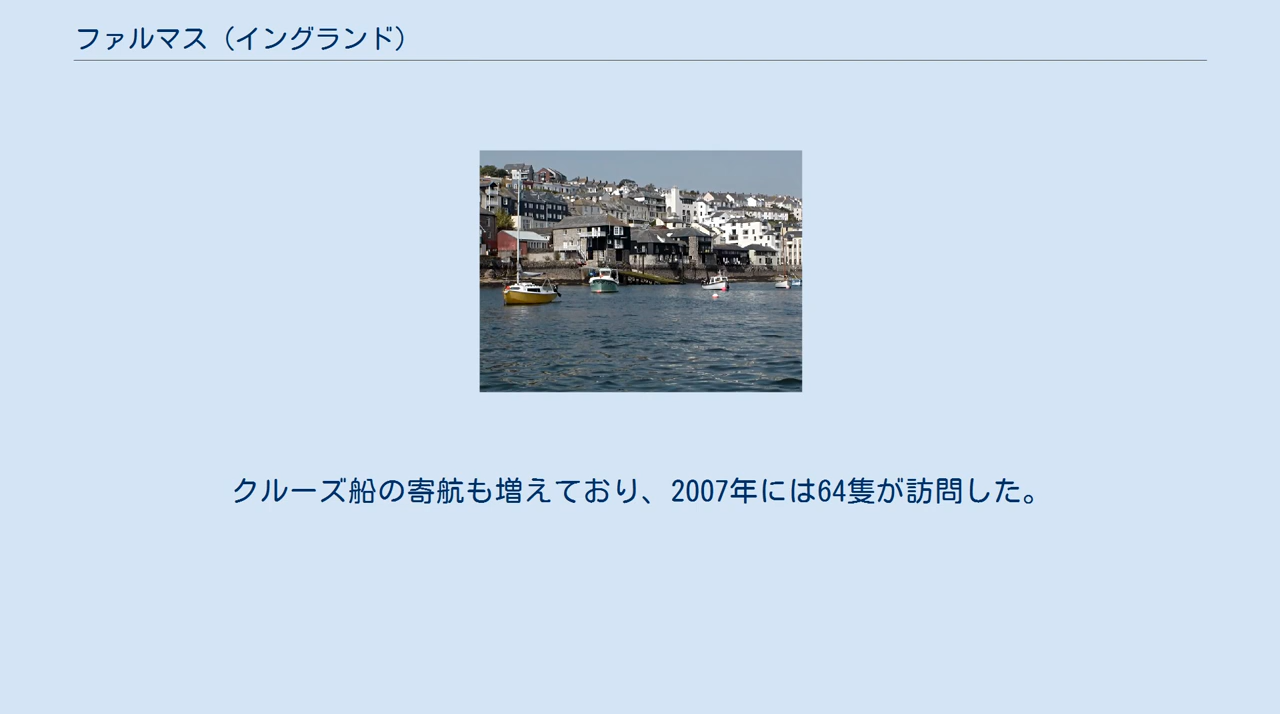 ファルマス（イングランド）
クルーズ船の寄航も増えており、2007年には64隻が訪問した。